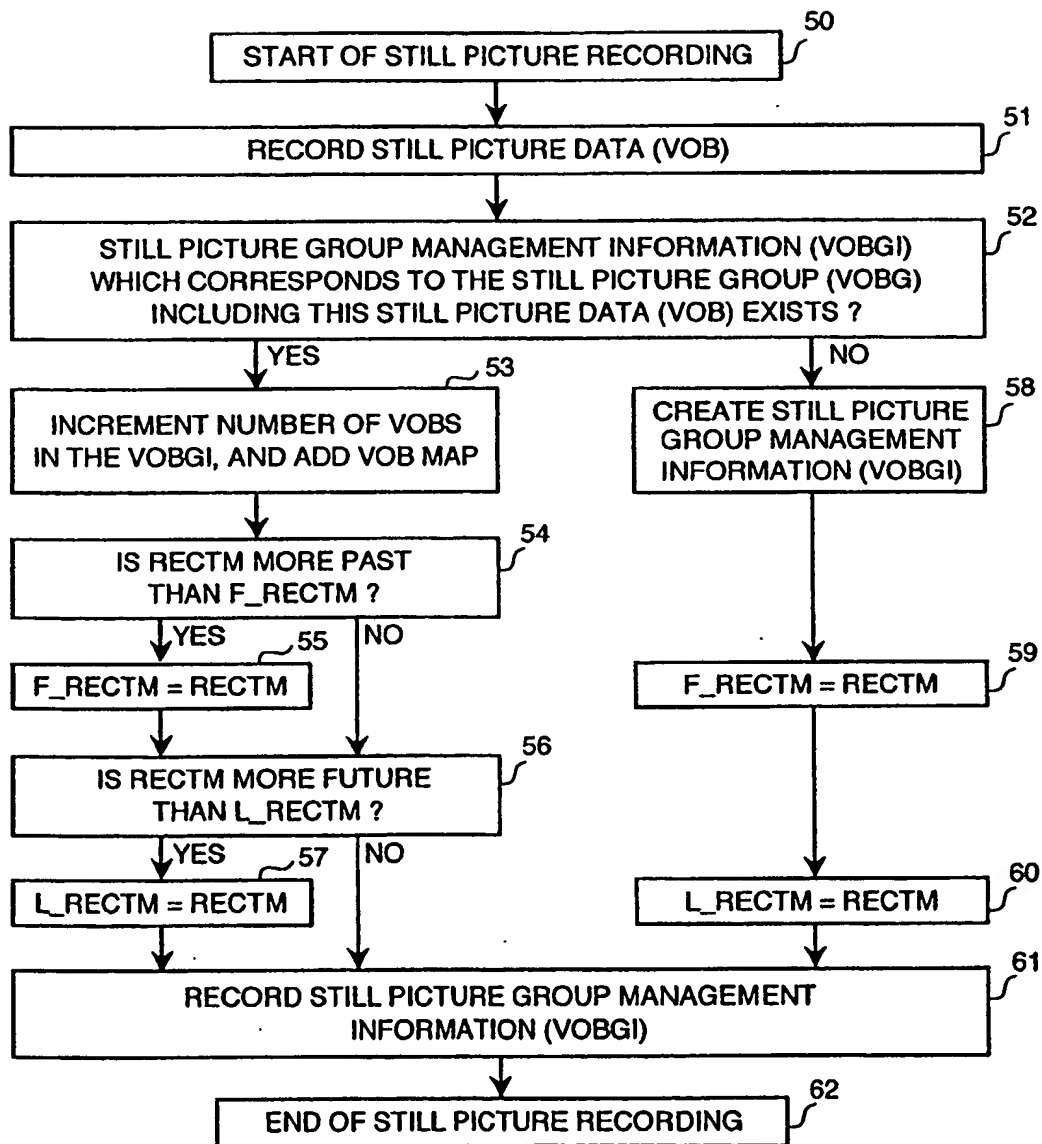 50
START OF STILL PICTURE RECORDING
51
RECORD STILL PICTURE DATA (VOB)
52
STILL PICTURE GROUP MANAGEMENT INFORMATION (VOBGI)
WHICH CORRESPONDS TO THE STILL PICTURE GROUP (VOBG)
INCLUDING THIS STILL PICTURE DATA (VOB) EXISTS ?
YES
NO
53
INCREMENT NUMBER OF VOBS
IN THE VOBGI, AND ADD VOB MAP
58
CREATE STILL PICTURE
GROUP MANAGEMENT
INFORMATION (VOBGI)
54
IS RECTM MORE PAST
THAN F_RECTM ?
YES
NO
55
F_RECTM = RECTM
59
F_RECTM = RECTM
56
IS RECTM MORE FUTURE
THAN L_RECTM ?
YES
NO
57
L_RECTM = RECTM
60
L_RECTM = RECTM
61
RECORD STILL PICTURE GROUP MANAGEMENT
INFORMATION (VOBGI)
62
END OF STILL PICTURE RECORDING